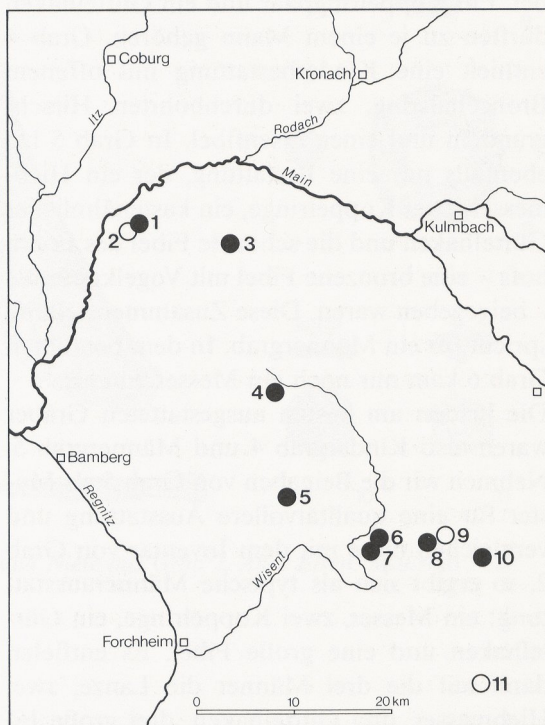 Coburg
Kronach
Itz
Rodach
Main
Kulmbach
1
2
3
4
Bamberg
Regnitz
5
6
7
8
9
10
Wisent
Forchheim
11
0
20 km